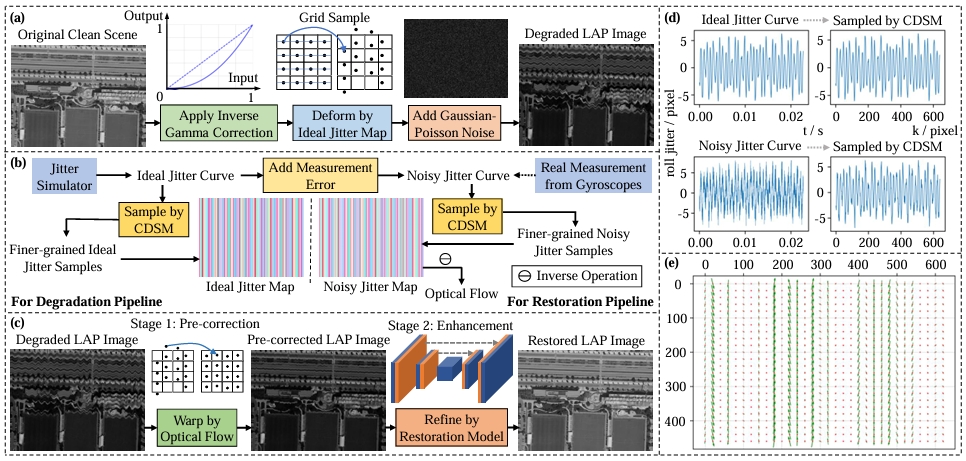 (a)
Original Clean Scene
Output
1
0
Input
1
Grid Sample
Degraded LAP Image
Apply Inverse
Gamma Correction
Deform by
Ideal Jitter Map
Add Gaussian-
Poisson Noise
(b)
Jitter
Simulator
Ideal Jitter Curve
Add Measurement
Error
Noisy Jitter Curve
Real Measurement
from Gyroscopes
Sample by
CDSM
Sample by
CDSM
Finer-grained Ideal
Jitter Samples
Finer-grained Noisy
Jitter Samples
Ideal Jitter Map
Noisy Jitter Map
⊖
Optical Flow
⊖ Inverse Operation
For Degradation Pipeline
For Restoration Pipeline
(c)
Stage 1: Pre-correction
Stage 2: Enhancement
Degraded LAP Image
Pre-corrected LAP Image
Restored LAP Image
Warp by
Optical Flow
Refine by
Restoration Model
(d)
Ideal Jitter Curve
Sampled by CDSM
roll jitter / pixel
5
0
-5
0.00 0.01 0.02
t / s
5
0
-5
0 200 400 600
k / pixel
Noisy Jitter Curve
Sampled by CDSM
5
0
-5
0.00 0.01 0.02
5
0
-5
0 200 400 600
(e)
0 100 200 300 400 500 600
0
100
200
300
400